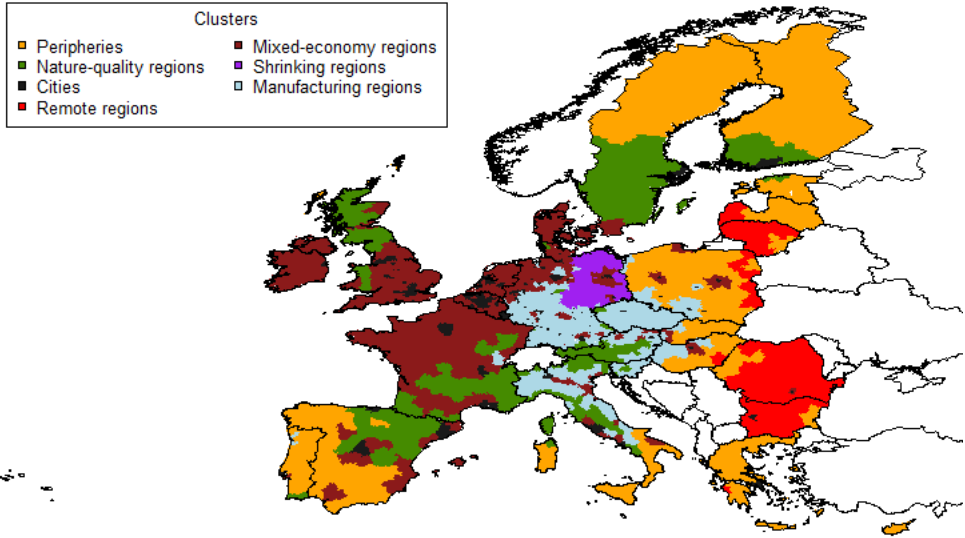 Clusters
Peripheries
Mixed-economy regions
Nature-quality regions
Shrinking regions
Cities
Manufacturing regions
Remote regions